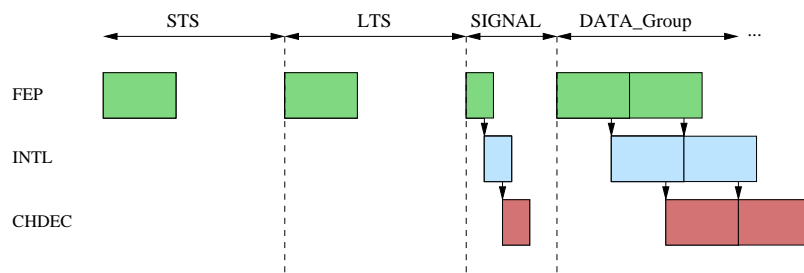 STS LTS SIGNAL DATA_Group ...
FEP
INTL
CHDEC